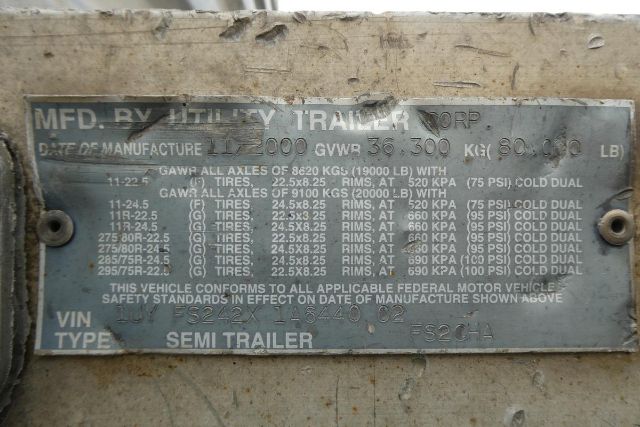 MFD. BY UTILITY TRAILER CORP
DATE OF MANUFACTURE 11/2000 GVWR 36,300 KG( 80,000 LB)
GAWR ALL AXLES OF 8620 KGS (19000 LB) WITH
11-22.5 (F) TIRES, 22.5x8.25 RIMS, AT 520 KPA (75 PSI) COLD DUAL
GAWR ALL AXLES OF 9100 KGS (20000 LB) WITH
11-24.5 (F) TIRES, 24.5x8.25 RIMS, AT 520 KPA (75 PSI) COLD DUAL
11R-22.5 (G) TIRES, 22.5x8.25 RIMS, AT 660 KPA (95 PSI) COLD DUAL
11R-24.5 (G) TIRES, 24.5x8.25 RIMS, AT 660 KPA (95 PSI) COLD DUAL
275/80R-22.5 (G) TIRES, 22.5X8.25 RIMS, AT 660 KPA (95 PSI) COLD DUAL
275/80R-24.5 (G) TIRES, 24.5X8.25 RIMS, AT 660 KPA (95 PSI) COLD DUAL
285/75R-24.5 (G) TIRES, 24.5X8.25 RIMS, AT 690 KPA (100 PSI) COLD DUAL
295/75R-22.5 (G) TIRES, 22.5X8.25 RIMS, AT 690 KPA (100 PSI) COLD DUAL
THIS VEHICLE CONFORMS TO ALL APPLICABLE FEDERAL MOTOR VEHICLE
SAFETY STANDARDS IN EFFECT ON DATE OF MANUFACTURE SHOWN ABOVE
VIN 1UY FS242X 1A6440 02
TYPE SEMI TRAILER FS2CHA